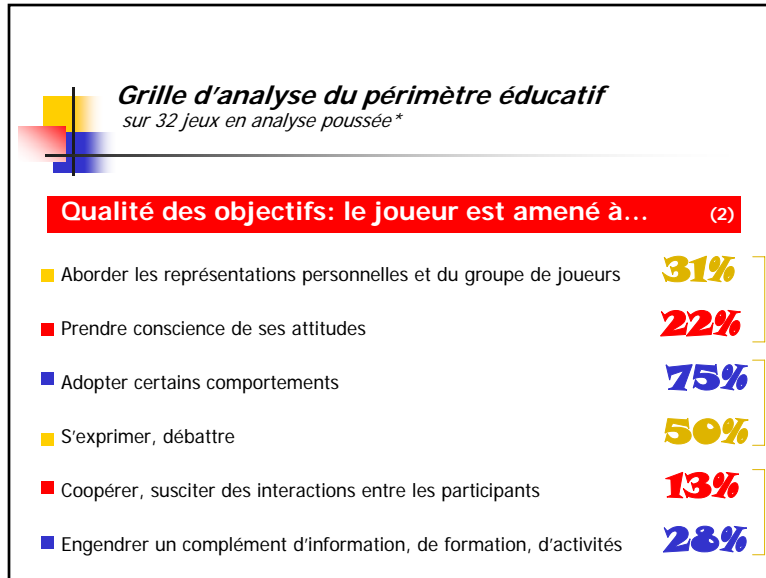 Grille d'analyse du périmètre éducatif
sur 32 jeux en analyse poussée*
Qualité des objectifs: le joueur est amené à... (2)
Aborder les représentations personnelles et du groupe de joueurs 31%
Prendre conscience de ses attitudes 22%
Adopter certains comportements 75%
S'exprimer, débattre 50%
Coopérer, susciter des interactions entre les participants 13%
Engendrer un complément d'information, de formation, d'activités 28%